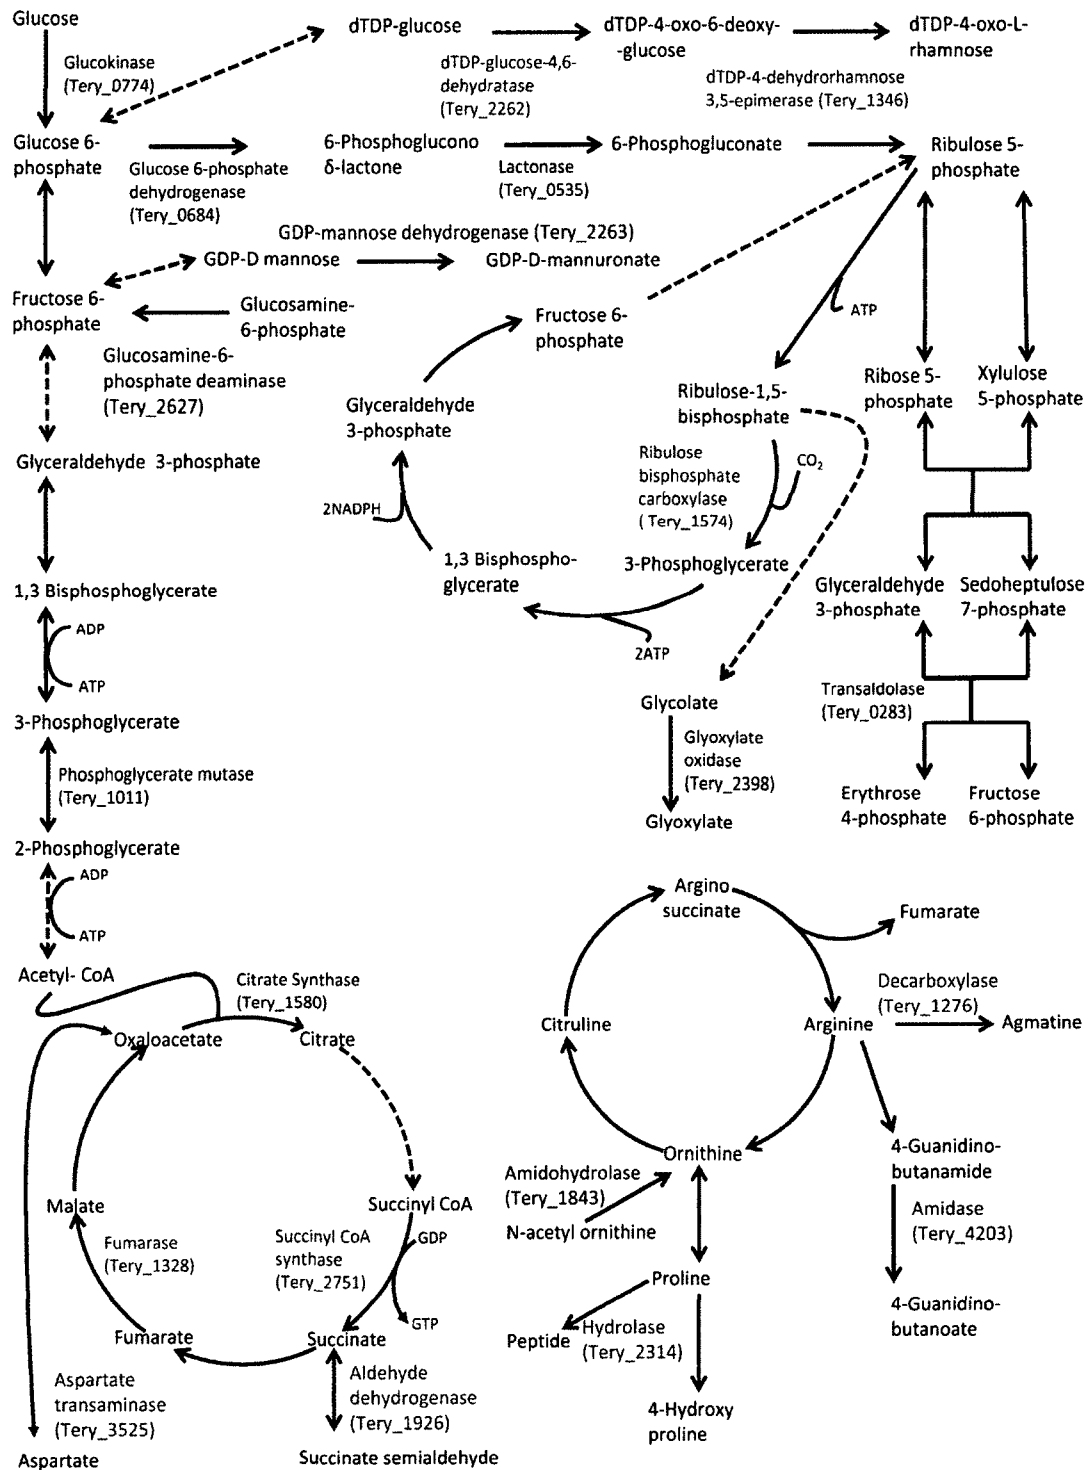 Glucose
Glucokinase
(Tery_0774)
dTDP-glucose
dTDP-4-oxo-6-deoxy-
-glucose
dTDP-4-oxo-L-
rhamnose
dTDP-glucose-4,6-
dehydratase
(Tery_2262)
dTDP-4-dehydrorhamnose
3,5-epimerase (Tery_1346)
Glucose 6-
phosphate
Glucose 6-phosphate
dehydrogenase
(Tery_0684)
6-Phosphoglucono
δ-lactone
Lactonase
(Tery_0535)
6-Phosphogluconate
Ribulose 5-
phosphate
GDP-mannose dehydrogenase (Tery_2263)
GDP-D mannose
GDP-D-mannuronate
Fructose 6-
phosphate
Glucosamine-
6-phosphate
Glucosamine-6-
phosphate deaminase
(Tery_2627)
Fructose 6-
phosphate
ATP
Glyceraldehyde
3-phosphate
Ribulose-1,5-
bisphosphate
Ribose 5-
phosphate
Xylulose
5-phosphate
Glyceraldehyde 3-phosphate
2NADPH
Ribulose
bisphosphate
carboxylase
( Tery_1574)
CO2
1,3 Bisphospho-
glycerate
3-Phosphoglycerate
2ATP
Glyceraldehyde
3-phosphate
Sedoheptulose
7-phosphate
1,3 Bisphosphoglycerate
ADP
ATP
Glycolate
Transaldolase
(Tery_0283)
3-Phosphoglycerate
Glyoxylate
oxidase
(Tery_2398)
Phosphoglycerate mutase
(Tery_1011)
Glyoxylate
Erythrose
4-phosphate
Fructose
6-phosphate
2-Phosphoglycerate
ADP
ATP
Acetyl- CoA
Argino
succinate
Fumarate
Citrate Synthase
(Tery_1580)
Decarboxylase
(Tery_1276)
Oxaloacetate
Citrate
Citruline
Arginine
Agmatine
Ornithine
4-Guanidino-
butanamide
Amidohydrolase
(Tery_1843)
N-acetyl ornithine
Amidase
(Tery_4203)
Malate
Succinyl CoA
Fumarase
(Tery_1328)
Succinyl CoA
synthase
(Tery_2751)
GDP
GTP
Proline
Peptide
Hydrolase
(Tery_2314)
4-Guanidino-
butanoate
Fumarate
Succinate
Aspartate
transaminase
(Tery_3525)
Aldehyde
dehydrogenase
(Tery_1926)
4-Hydroxy
proline
Aspartate
Succinate semialdehyde